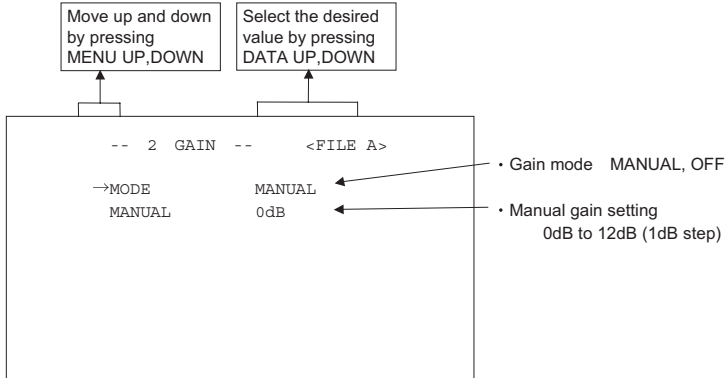 Move up and down
by pressing
MENU UP,DOWN
Select the desired
value by pressing
DATA UP,DOWN
-- 2 GAIN -- <FILE A>
→MODE MANUAL
MANUAL 0dB
・Gain mode MANUAL, OFF
・Manual gain setting
0dB to 12dB (1dB step)